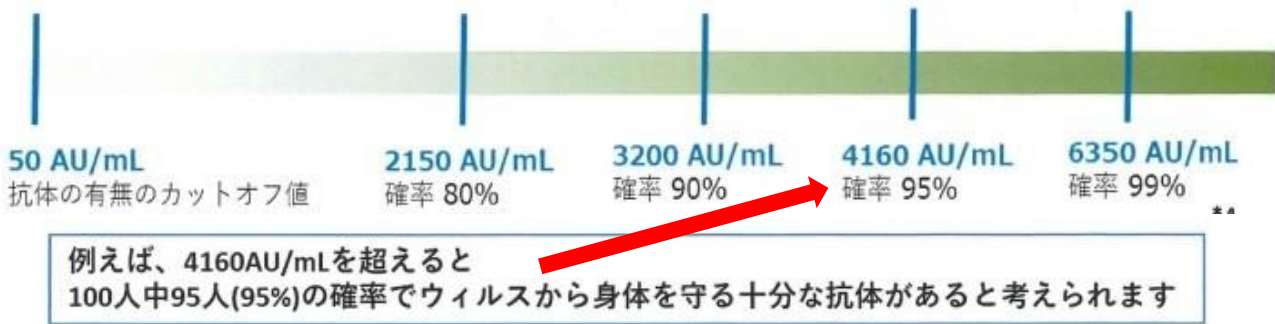 50 AU/mL
抗体の有無のカットオフ値
2150 AU/mL
確率 80%
3200 AU/mL
確率 90%
4160 AU/mL
確率 95%
6350 AU/mL
確率 99%
例えば、4160AU/mLを超えると
100人中95人(95%)の確率でウィルスから身体を守る十分な抗体があると考えられます